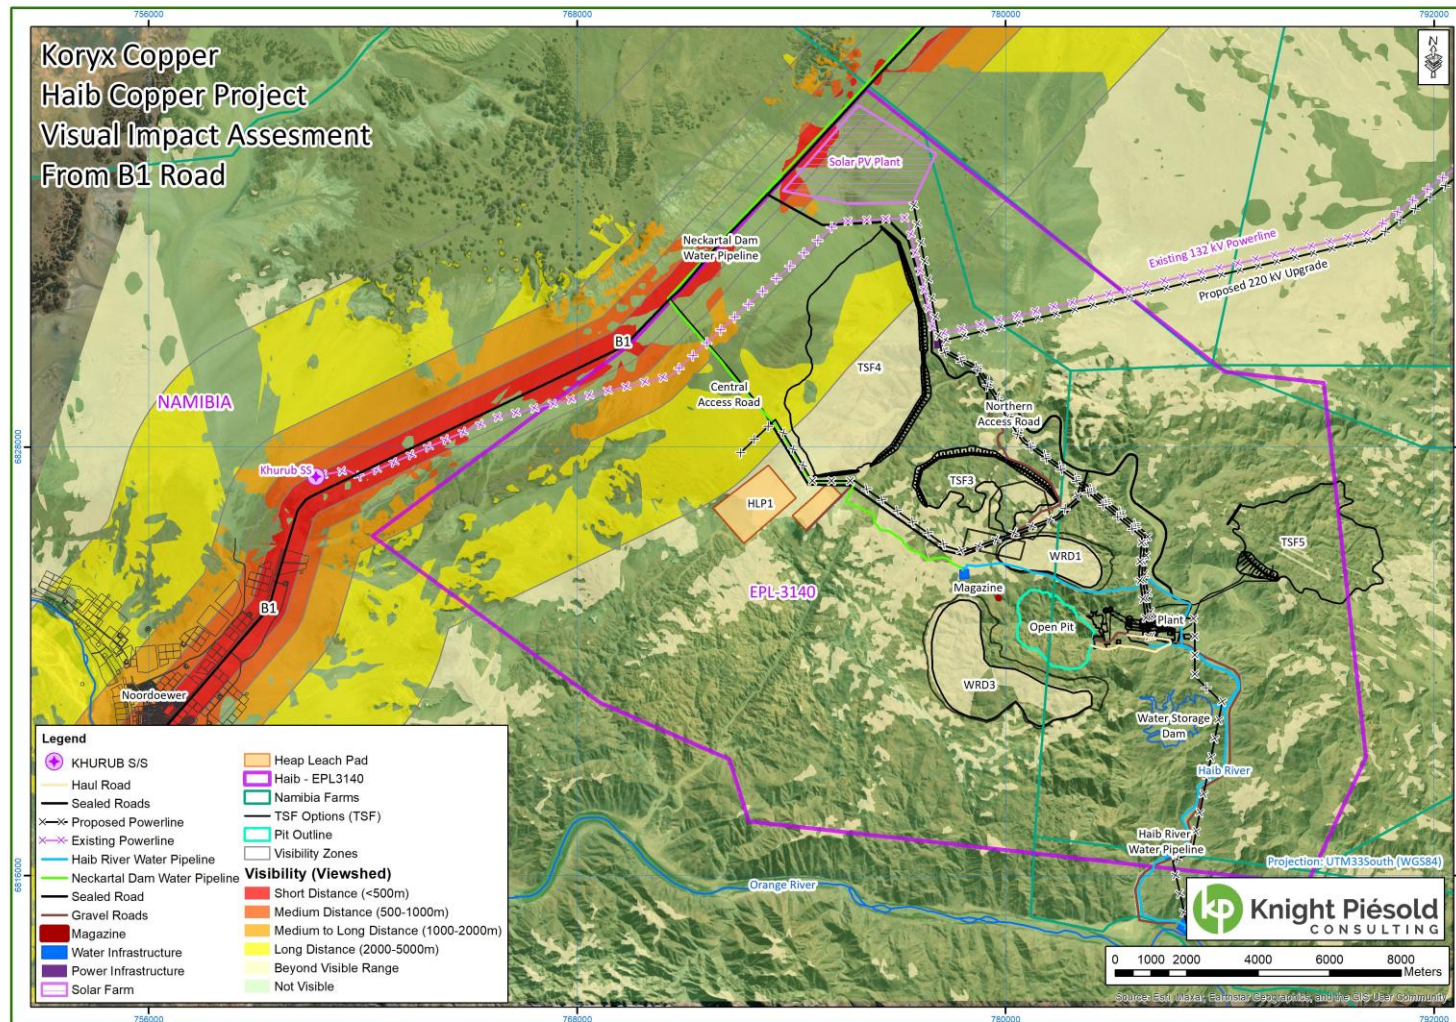 756000
768000
780000
792000
Koryx Copper
Haib Copper Project
Visual Impact Assesment
From B1 Road
N
Solar PV Plant
Neckartal Dam
Water Pipeline
Existing 132 kV Powerline
Proposed 220 kV Upgrade
B1
TSF4
NAMIBIA
Central
Access Road
Northern
Access Road
6828000
6828000
Khurub SS
HLP1
TSF3
TSF5
WRD1
EPL-3140
Magazine
B1
Open Pit
Plant
WRD3
Noordoewer
Water Storage
Dam
Haib River
Haib River
Water Pipeline
Projection: UTM33South (WGS84)
Orange River
6816000
6816000
Legend
KHURUB S/S
Haul Road
Sealed Roads
Proposed Powerline
Existing Powerline
Haib River Water Pipeline
Neckartal Dam Water Pipeline
Sealed Road
Gravel Roads
Magazine
Water Infrastructure
Power Infrastructure
Solar Farm
Heap Leach Pad
Haib - EPL3140
Namibia Farms
TSF Options (TSF)
Pit Outline
Visibility Zones
Visibility (Viewshed)
Short Distance (<500m)
Medium Distance (500-1000m)
Medium to Long Distance (1000-2000m)
Long Distance (2000-5000m)
Beyond Visible Range
Not Visible
kp Knight Piésold
CONSULTING
0 1000 2000 4000 6000 8000
Meters
Source: Esri, Maxar, Earthstar Geographics, and the GIS User Community
756000
768000
780000
792000